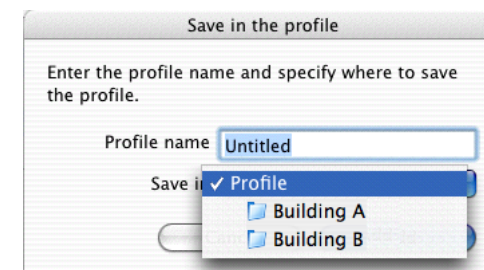 Save in the profile
Enter the profile name and specify where to save
the profile.
Profile name Untitled
Save i ✓ Profile
Building A
Building B